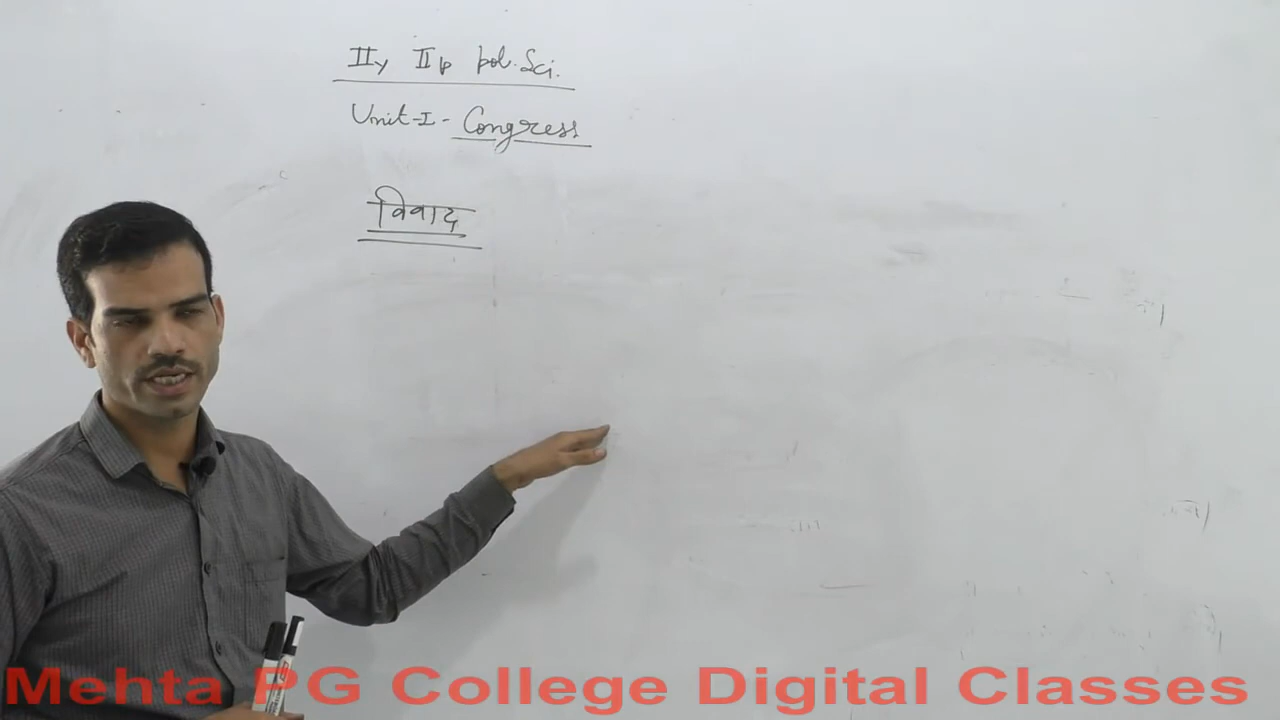 IIy IIp pol. Sci.
Unit-I- Congress
विवाद
Mehta PG College Digital Classes